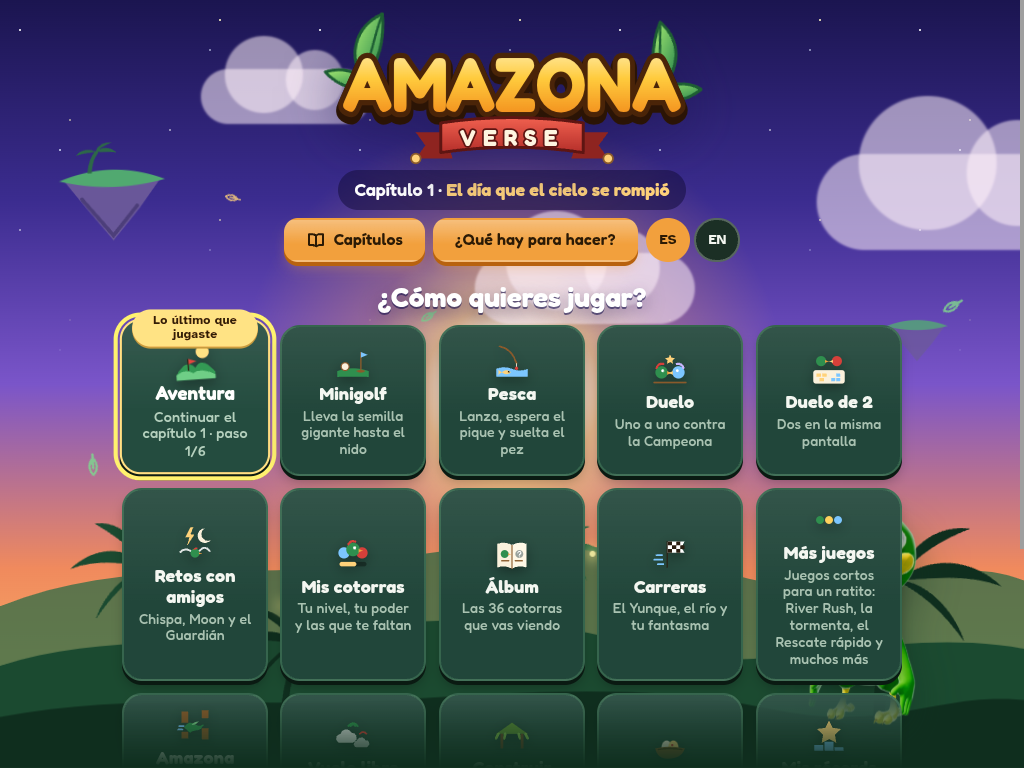 AMAZONA
VERSE
Capítulo 1 · El día que el cielo se rompió
Capítulos
¿Qué hay para hacer?
ES
EN
¿Cómo quieres jugar?
Lo último que
jugaste
Aventura
Continuar el
capítulo 1 · paso
1/6
Minigolf
Lleva la semilla
gigante hasta el
nido
Pesca
Lanza, espera el
pique y suelta el
pez
Duelo
Uno a uno contra
la Campeona
Duelo de 2
Dos en la misma
pantalla
Retos con
amigos
Chispa, Moon y el
Guardián
Mis cotorras
Tu nivel, tu poder
y las que te faltan
Álbum
Las 36 cotorras
que vas viendo
Carreras
El Yunque, el río y
tu fantasma
Más juegos
Juegos cortos
para un ratito:
River Rush, la
tormenta, el
Rescate rápido y
muchos más
Amazona